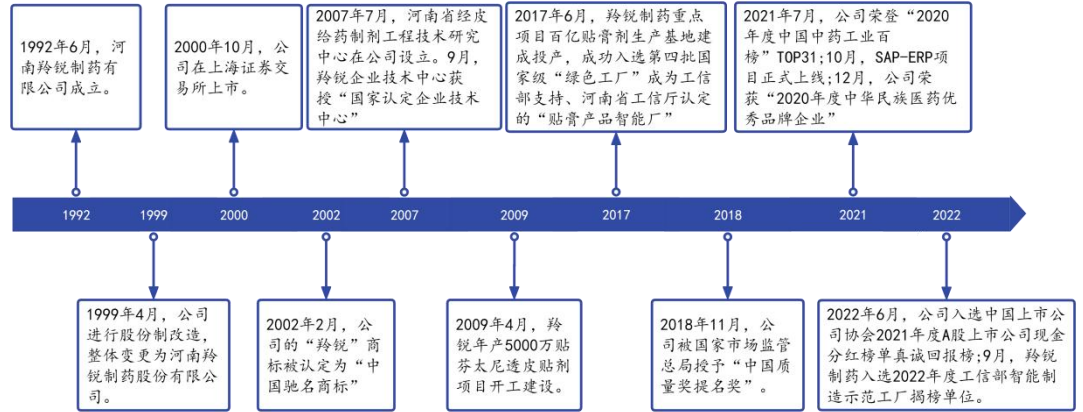 1992年6月，河
南羚锐制药有
限公司成立。
2000年10月，公
司在上海证券交
易所上市。
2007年7月，河南省经皮
给药制剂工程技术研究
中心在公司设立。9月，
羚锐企业技术中心获
授“国家认定企业技术
中心”
2017年6月，羚锐制药重点
项目百亿贴膏剂生产基地建
成投产，成功入选第四批国
家级“绿色工厂”成为工信
部支持、河南省工信厅认定
的“贴膏产品智能厂”
2021年7月，公司荣登“2020
年度中国中药工业百
榜”TOP31;10月，SAP-ERP项
目正式上线;12月，公司荣
获“2020年度中华民族医药优
秀品牌企业”
1992
1999
2000
2002
2007
2009
2017
2018
2021
2022
1999年4月，公司
进行股份制改造，
整体变更为河南羚
锐制药股份有限公
司。
2002年2月，公
司的“羚锐”商
标被认定为“中
国驰名商标”
2009年4月，羚
锐年产5000万贴
芬太尼透皮贴剂
项目开工建设。
2018年11月，公
司被国家市场监管
总局授予“中国质
量奖提名奖”。
2022年6月，公司入选中国上市公
司协会2021年度A股上市公司现金
分红榜单真诚回报榜;9月，羚锐
制药入选2022年度工信部智能制
造示范工厂揭榜单位。